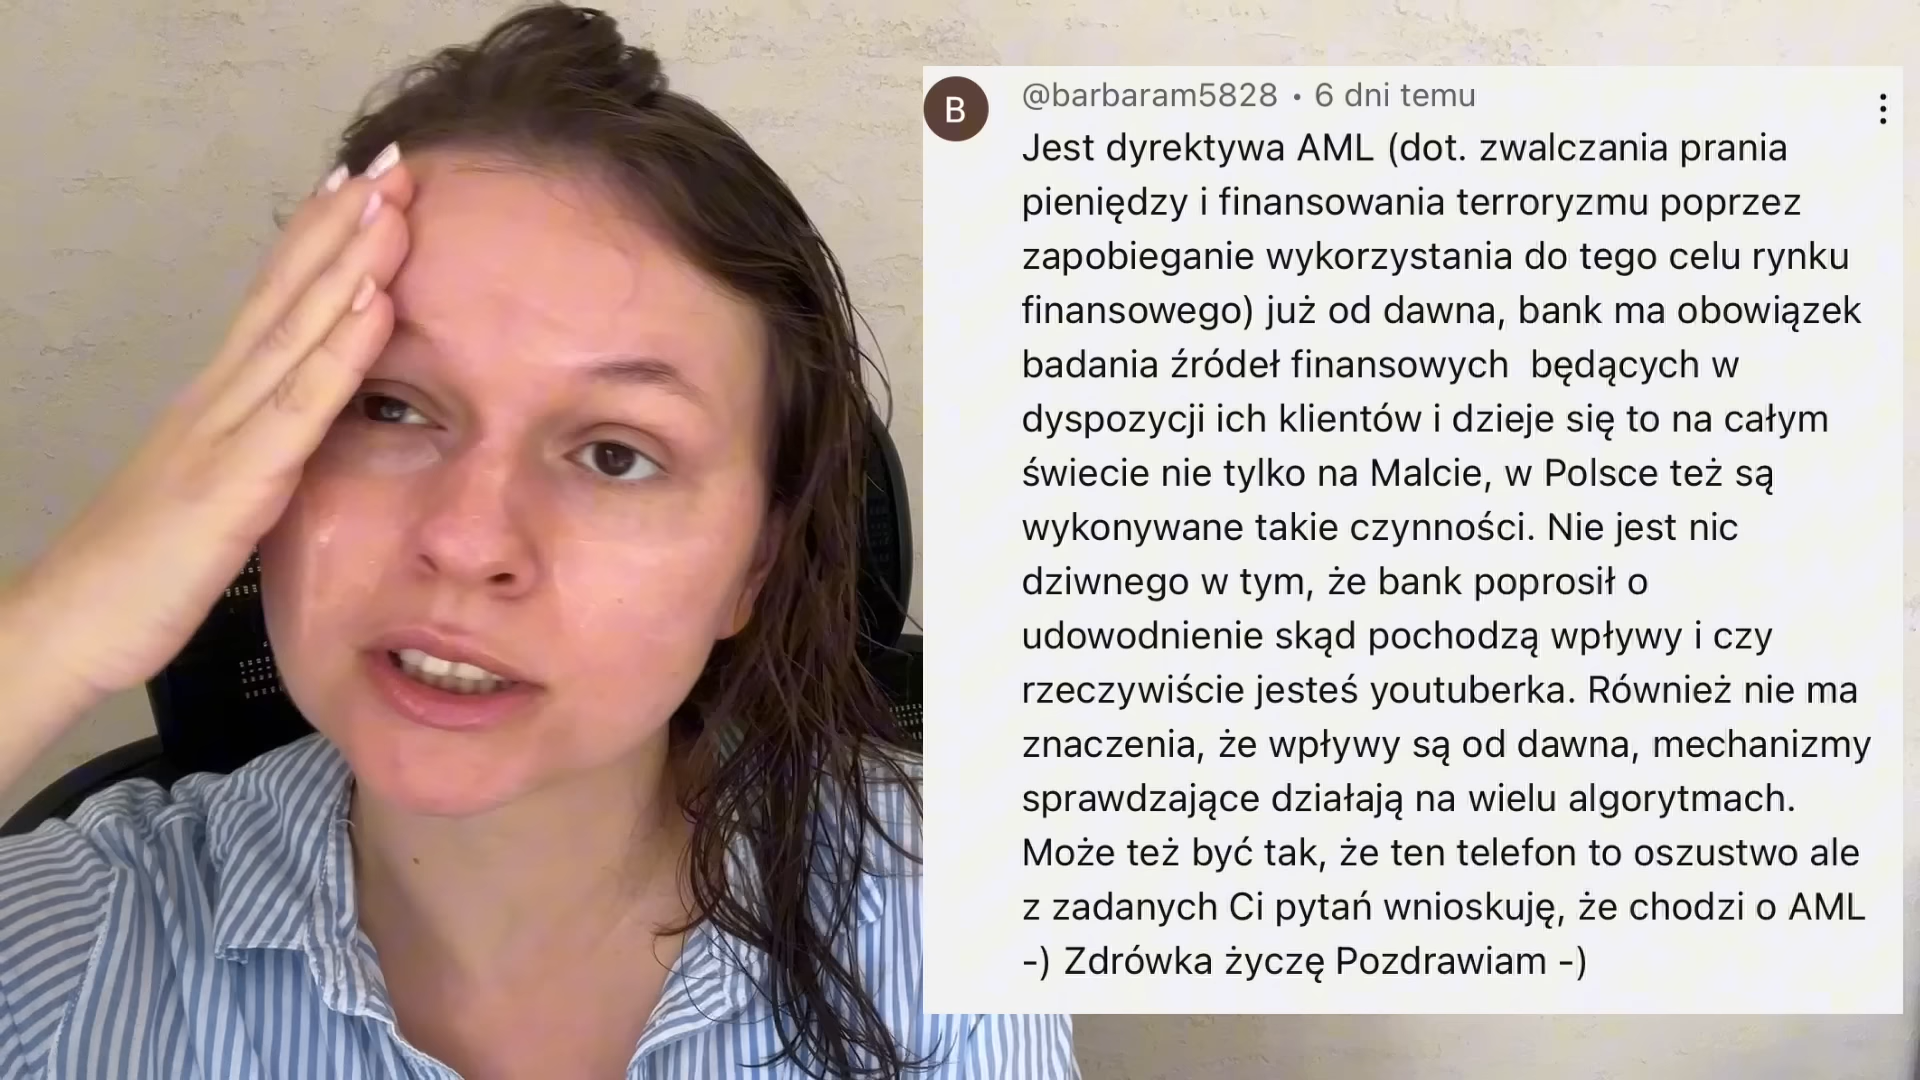 B
@barbaram5828 • 6 dni temu
Jest dyrektywa AML (dot. zwalczania prania
pieniędzy i finansowania terroryzmu poprzez
zapobieganie wykorzystania do tego celu rynku
finansowego) już od dawna, bank ma obowiązek
badania źródeł finansowych  będących w
dyspozycji ich klientów i dzieje się to na całym
świecie nie tylko na Malcie, w Polsce też są
wykonywane takie czynności. Nie jest nic
dziwnego w tym, że bank poprosił o
udowodnienie skąd pochodzą wpływy i czy
rzeczywiście jesteś youtuberka. Również nie ma
znaczenia, że wpływy są od dawna, mechanizmy
sprawdzające działają na wielu algorytmach.
Może też być tak, że ten telefon to oszustwo ale
z zadanych Ci pytań wnioskuję, że chodzi o AML
-) Zdrówka życzę Pozdrawiam -)